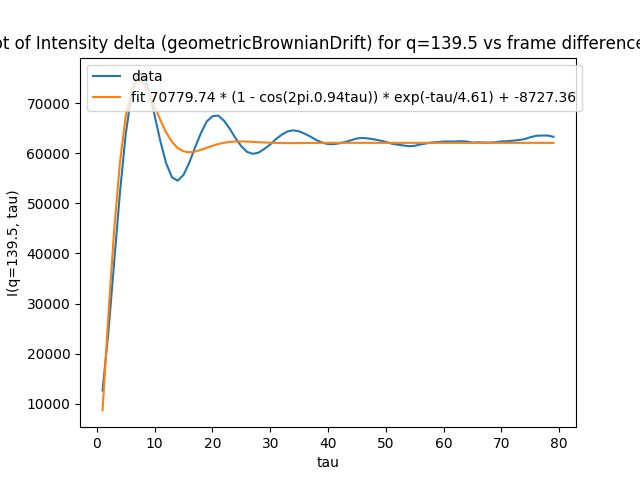 ot of Intensity delta (geometricBrownianDrift) for q=139.5 vs frame difference
data
fit 70779.74 * (1 - cos(2pi.0.94tau)) * exp(-tau/4.61) + -8727.36
70000
60000
50000
40000
30000
20000
10000
I(q=139.5, tau)
0 10 20 30 40 50 60 70 80
tau